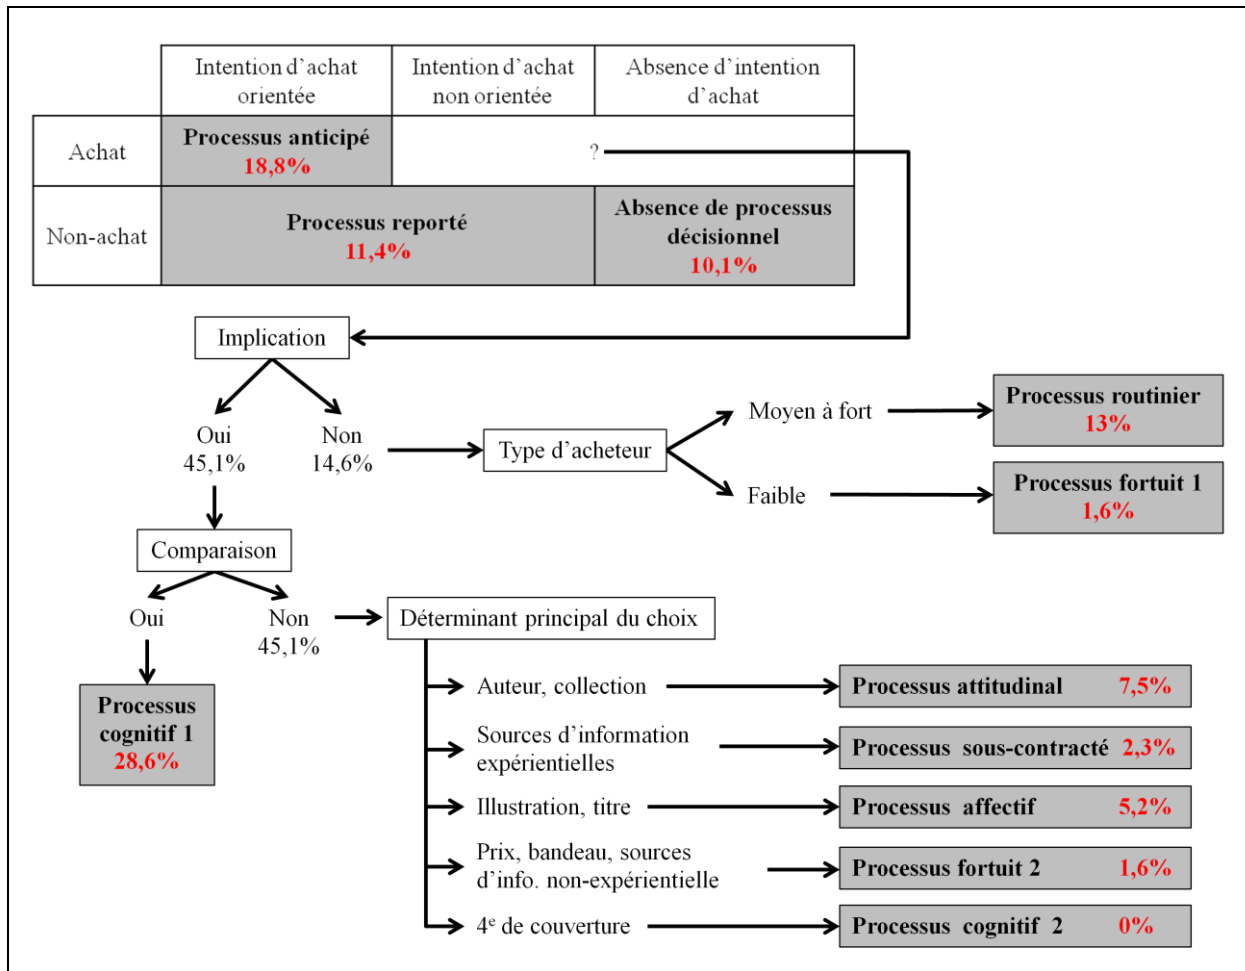 Intention d'achat
orientée
Intention d'achat
non orientée
Absence d'intention
d'achat
Achat
Processus anticipé
18,8%
?
Non-achat
Processus reporté
11,4%
Absence de processus
décisionnel
10,1%
Implication
Oui
45,1%
Non
14,6%
Type d'acheteur
Moyen à fort
Processus routinier
13%
Faible
Processus fortuit 1
1,6%
Comparaison
Oui
Non
45,1%
Déterminant principal du choix
Processus
cognitif 1
28,6%
Auteur, collection
Processus attitudinal 7,5%
Sources d'information
expérientielles
Processus sous-contracté 2,3%
Illustration, titre
Processus affectif 5,2%
Prix, bandeau, sources
d'info. non-expérientielle
Processus fortuit 2 1,6%
4e de couverture
Processus cognitif 2 0%